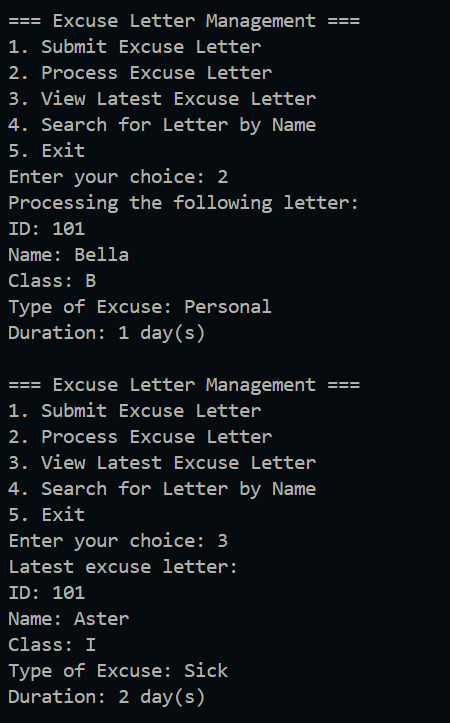 === Excuse Letter Management ===
1. Submit Excuse Letter
2. Process Excuse Letter
3. View Latest Excuse Letter
4. Search for Letter by Name
5. Exit
Enter your choice: 2
Processing the following letter:
ID: 101
Name: Bella
Class: B
Type of Excuse: Personal
Duration: 1 day(s)

=== Excuse Letter Management ===
1. Submit Excuse Letter
2. Process Excuse Letter
3. View Latest Excuse Letter
4. Search for Letter by Name
5. Exit
Enter your choice: 3
Latest excuse letter:
ID: 101
Name: Aster
Class: I
Type of Excuse: Sick
Duration: 2 day(s)